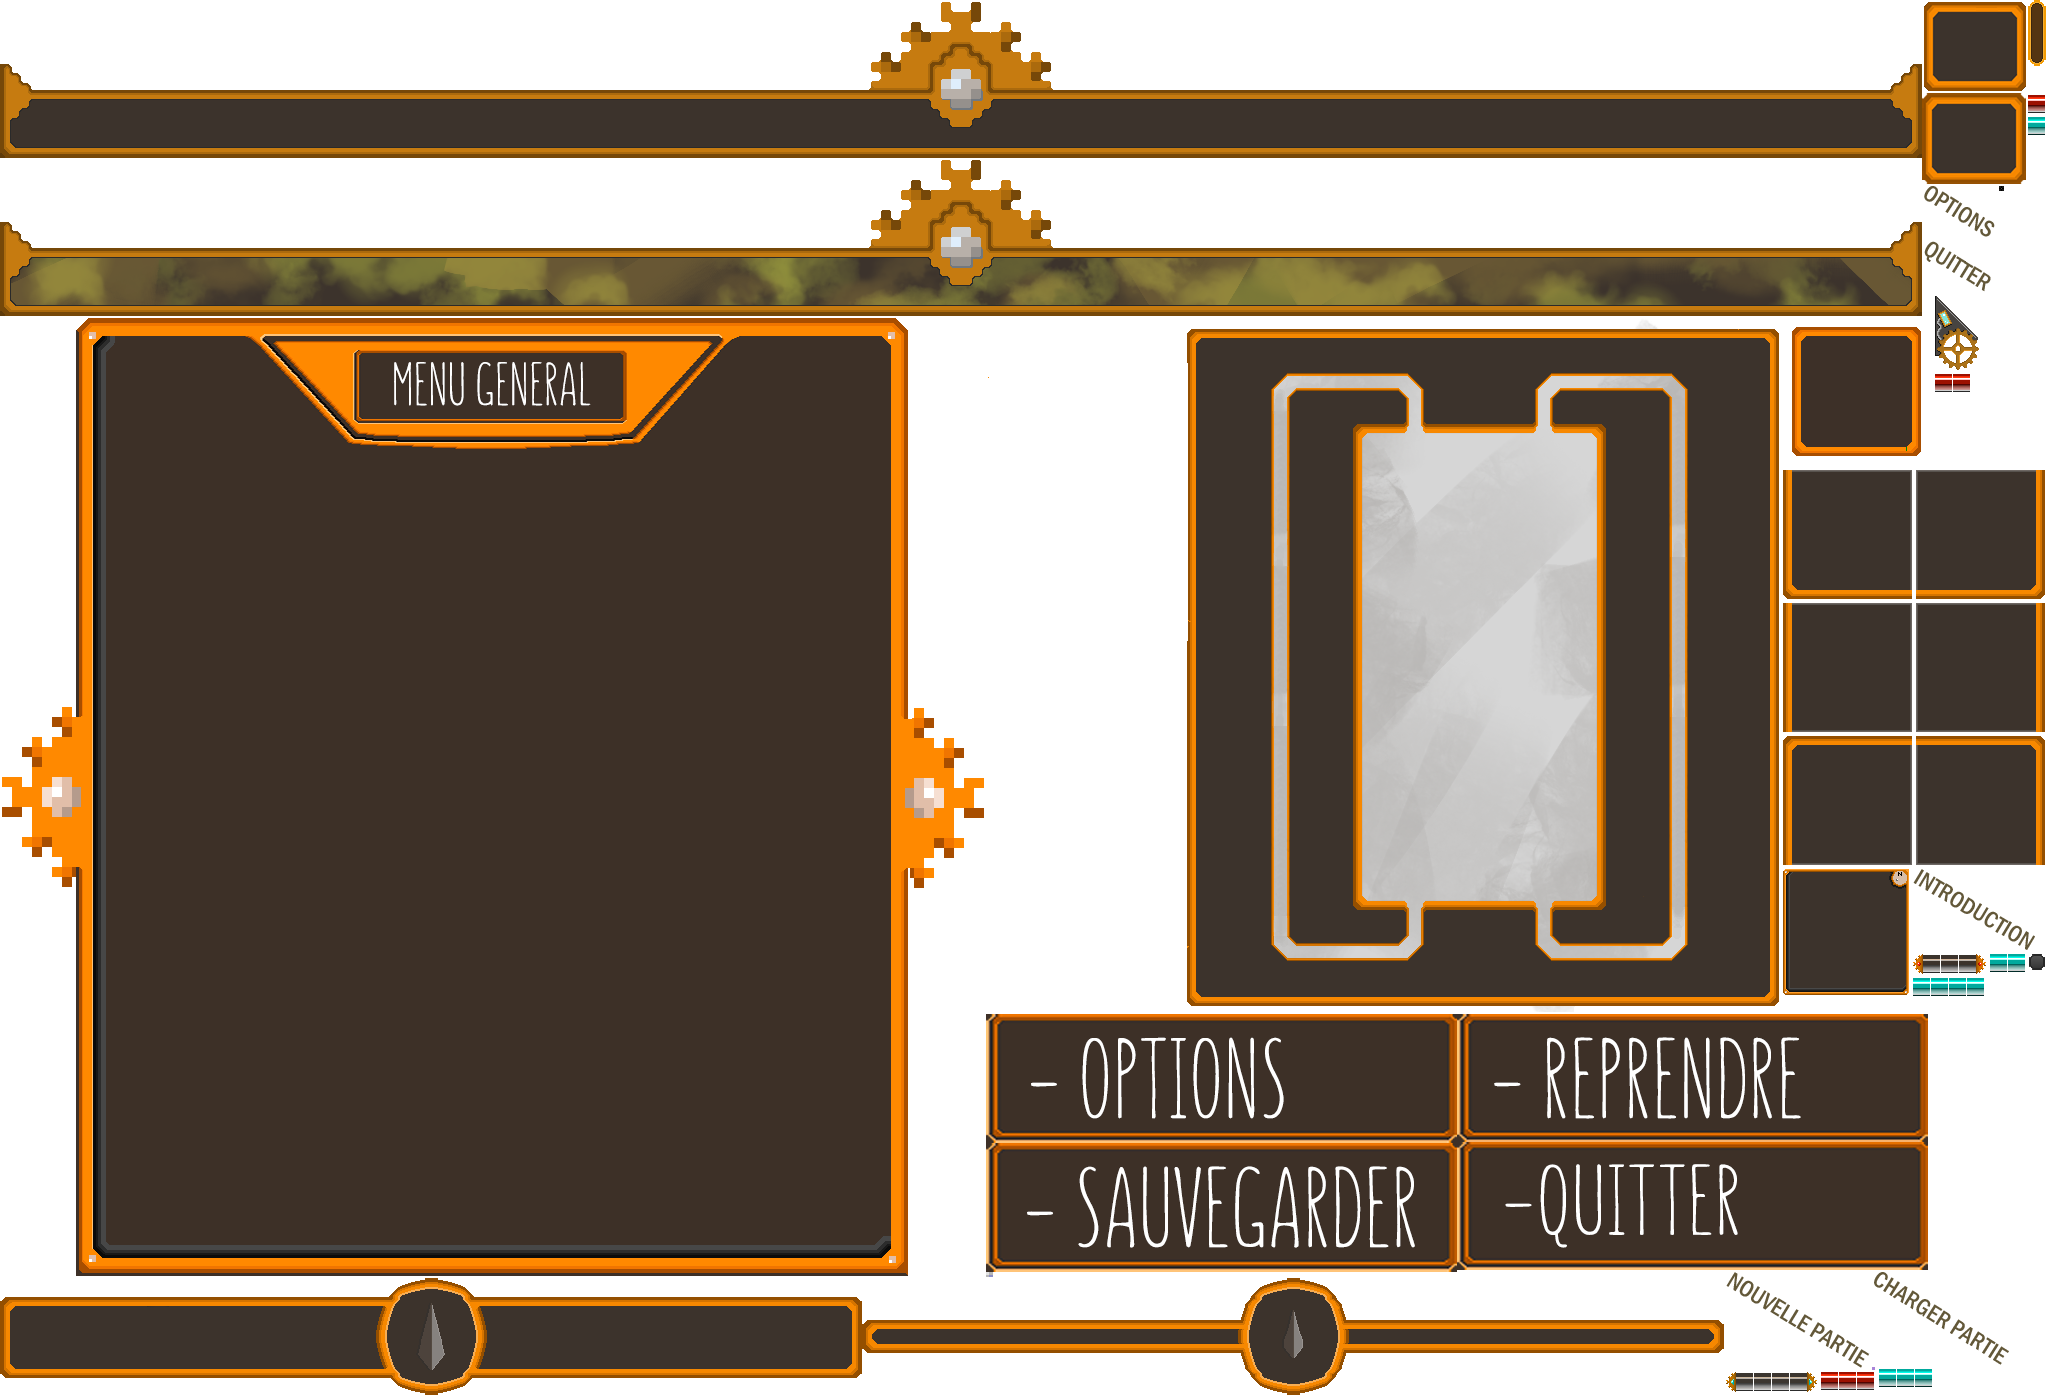 OPTIONS
QUITTER
MENU GENERAL
INTRODUCTION
- OPTIONS
- REPRENDRE
- SAUVEGARDER
-QUITTER
NOUVELLE PARTIE
CHARGER PARTIE